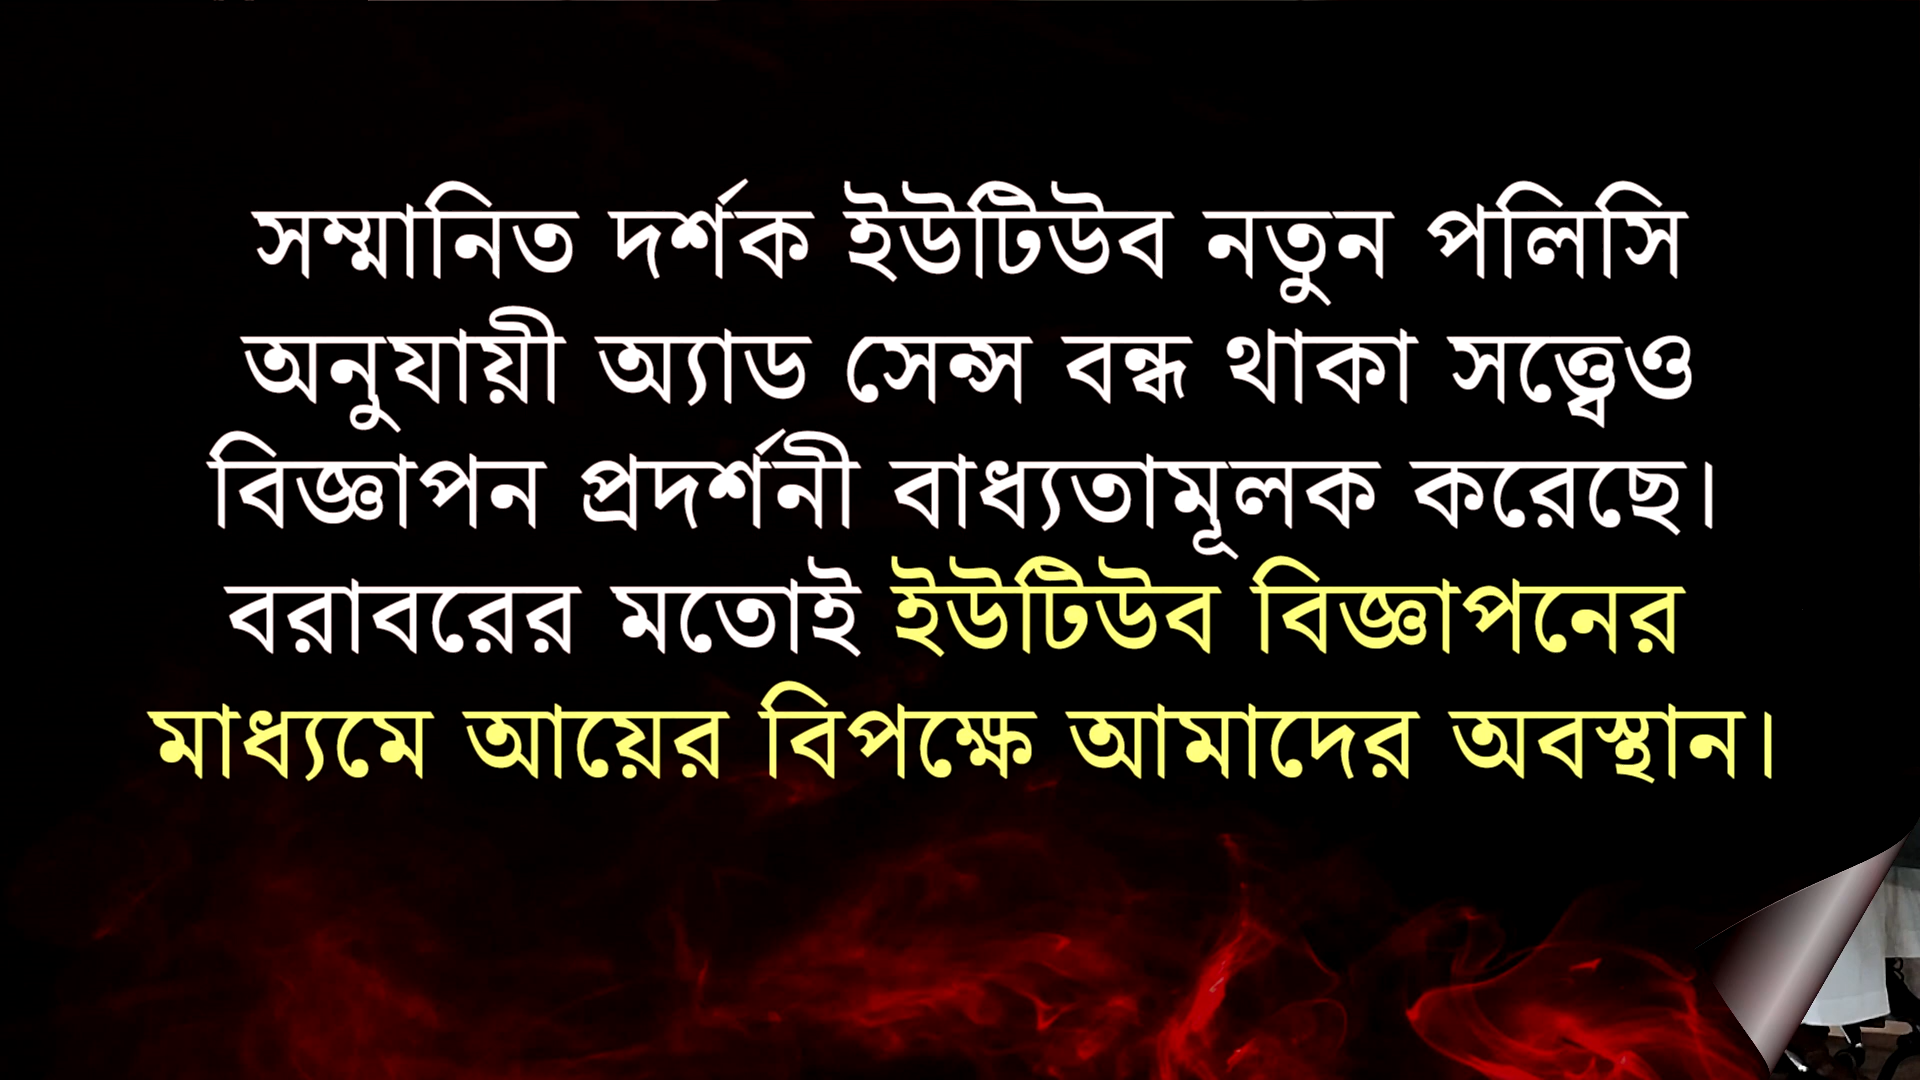 সম্মানিত দর্শক ইউটিউব নতুন পলিসি
অনুযায়ী অ্যাড সেন্স বন্ধ থাকা সত্ত্বেও
বিজ্ঞাপন প্রদর্শনী বাধ্যতামূলক করেছে।
বরাবরের মতোই ইউটিউব বিজ্ঞাপনের
মাধ্যমে আয়ের বিপক্ষে আমাদের অবস্থান।